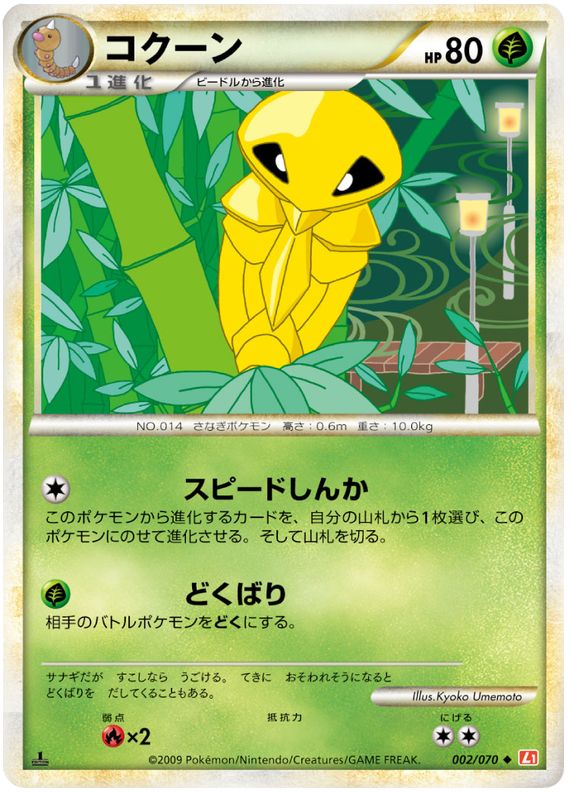 コクーン HP80
1進化 ビードルから進化
NO.014 さなぎポケモン 高さ:0.6m 重さ:10.0kg
スピードしんか
このポケモンから進化するカードを、自分の山札から1枚選び、この
ポケモンにのせて進化させる。そして山札を切る。
どくばり
相手のバトルポケモンをどくにする。
サナギだが すこしなら うごける。てきに おそわれそうになると
どくばりを だしてくることもある。
Illus.Kyoko Umemoto
弱点 抵抗力 にげる
×2
1 EDITION ©2009 Pokémon/Nintendo/Creatures/GAME FREAK. 002/070 ◆ L1